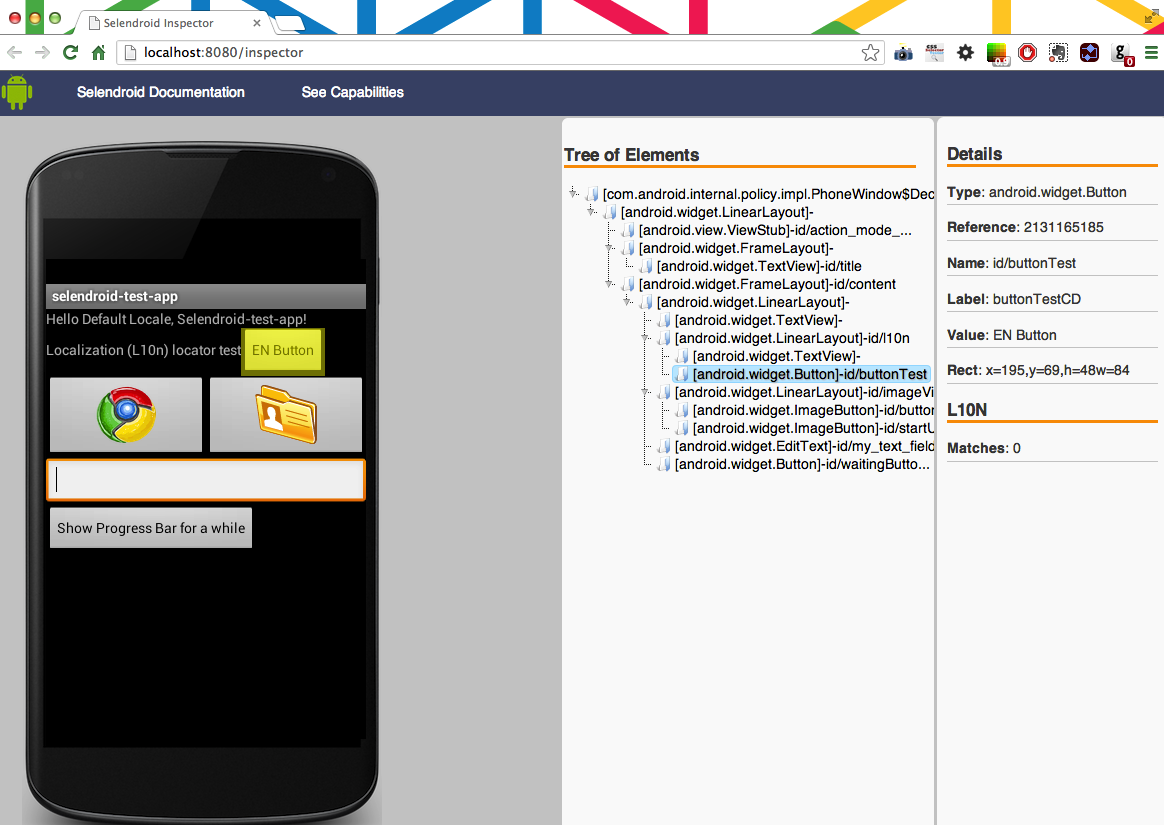 Selendroid Inspector
localhost:8080/inspector
0.9
0
Selendroid Documentation
See Capabilities
selendroid-test-app
Hello Default Locale, Selendroid-test-app!
Localization (L10n) locator test
EN Button
Show Progress Bar for a while
Tree of Elements
[com.android.internal.policy.impl.PhoneWindow$Dec
[android.widget.LinearLayout]-
[android.view.ViewStub]-id/action_mode_...
[android.widget.FrameLayout]-
[android.widget.TextView]-id/title
[android.widget.FrameLayout]-id/content
[android.widget.LinearLayout]-
[android.widget.TextView]-
[android.widget.LinearLayout]-id/l10n
[android.widget.TextView]-
[android.widget.Button]-id/buttonTest
[android.widget.LinearLayout]-id/imageVi
[android.widget.ImageButton]-id/button
[android.widget.ImageButton]-id/startU
[android.widget.EditText]-id/my_text_field
[android.widget.Button]-id/waitingButto...
Details
Type: android.widget.Button
Reference: 2131165185
Name: id/buttonTest
Label: buttonTestCD
Value: EN Button
Rect: x=195,y=69,h=48w=84
L10N
Matches: 0